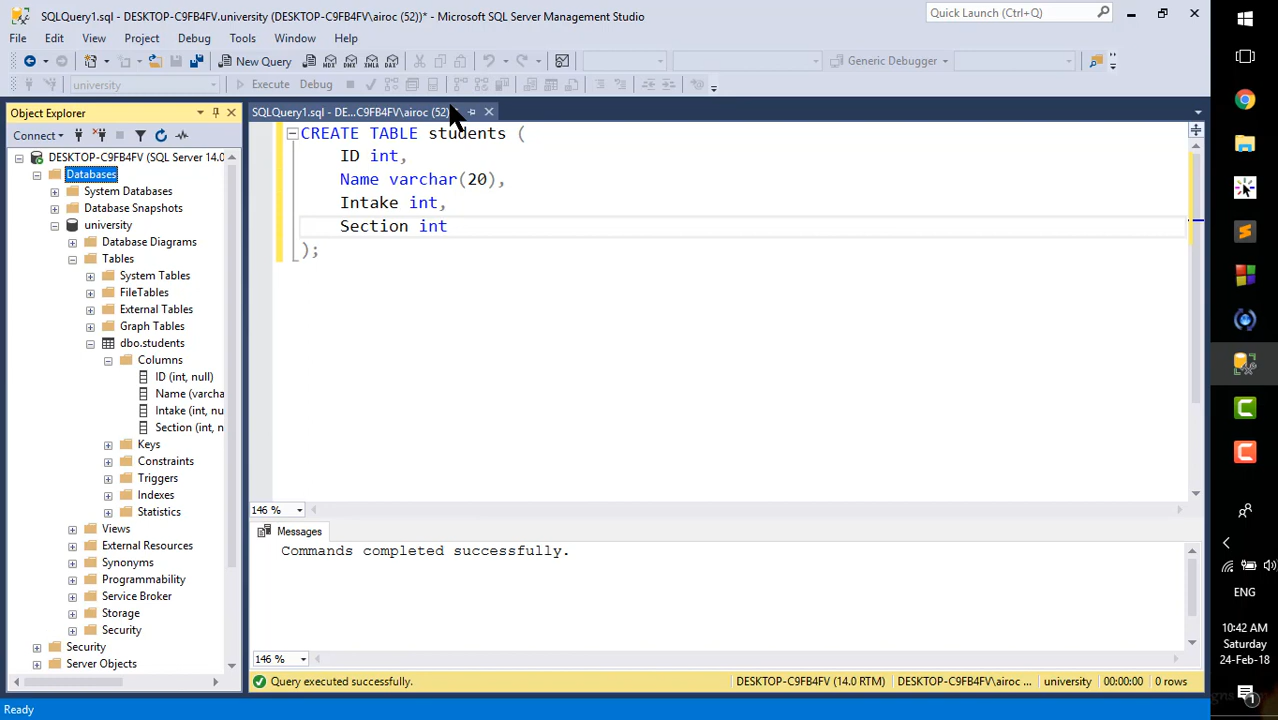 SQLQuery1.sql - DESKTOP-C9FB4FV.university (DESKTOP-C9FB4FV\airoc (52))* - Microsoft SQL Server Management Studio
Quick Launch (Ctrl+Q)
File Edit View Project Debug Tools Window Help
New Query
MDX DMX XMLA DAX
Generic Debugger
university
Execute Debug
Object Explorer
SQLQuery1.sql - DE...C9FB4FV\airoc (52))
Connect
DESKTOP-C9FB4FV (SQL Server 14.0
Databases
System Databases
Database Snapshots
university
Database Diagrams
Tables
System Tables
FileTables
External Tables
Graph Tables
dbo.students
Columns
ID (int, null)
Name (varcha
Intake (int, nu
Section (int, n
Keys
Constraints
Triggers
Indexes
Statistics
Views
External Resources
Synonyms
Programmability
Service Broker
Storage
Security
Security
Server Objects
CREATE TABLE students (
ID int,
Name varchar(20),
Intake int,
Section int
);
146 %
Messages
Commands completed successfully.
146 %
Query executed successfully.
DESKTOP-C9FB4FV (14.0 RTM)
DESKTOP-C9FB4FV\airoc ...
university
00:00:00
0 rows
Ready
ENG
10:42 AM
Saturday
24-Feb-18
1